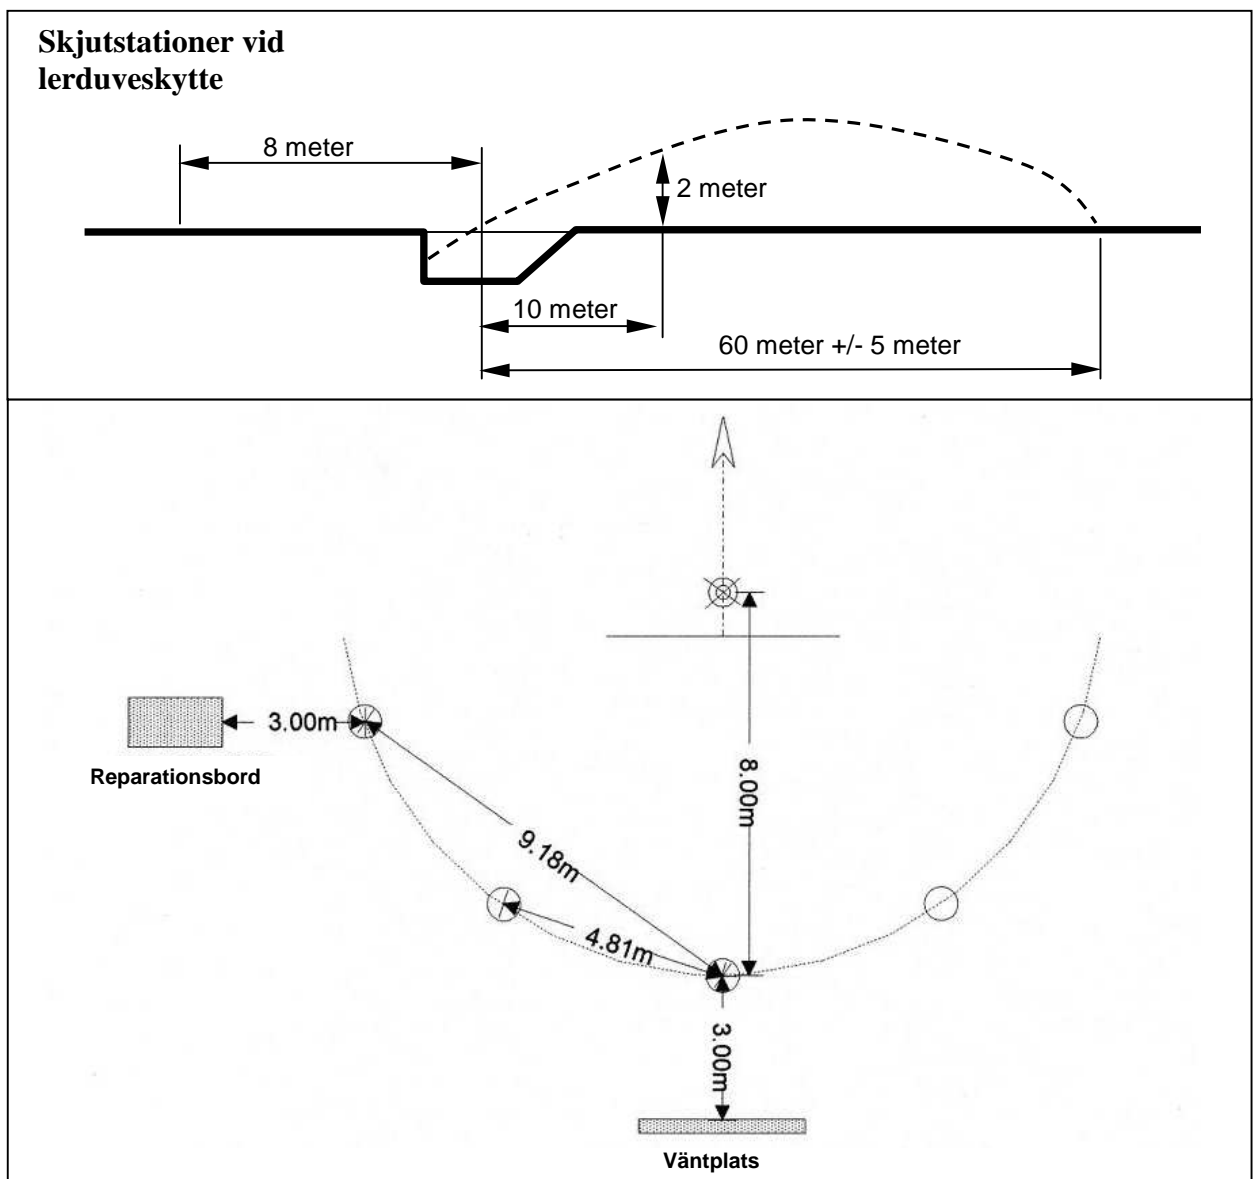 Skjutstationer vid
lerduveskytte
8 meter
2 meter
10 meter
60 meter +/- 5 meter
3.00m
Reparationsbord
8.00m
9.18m
4.81m
3.00m
Väntplats